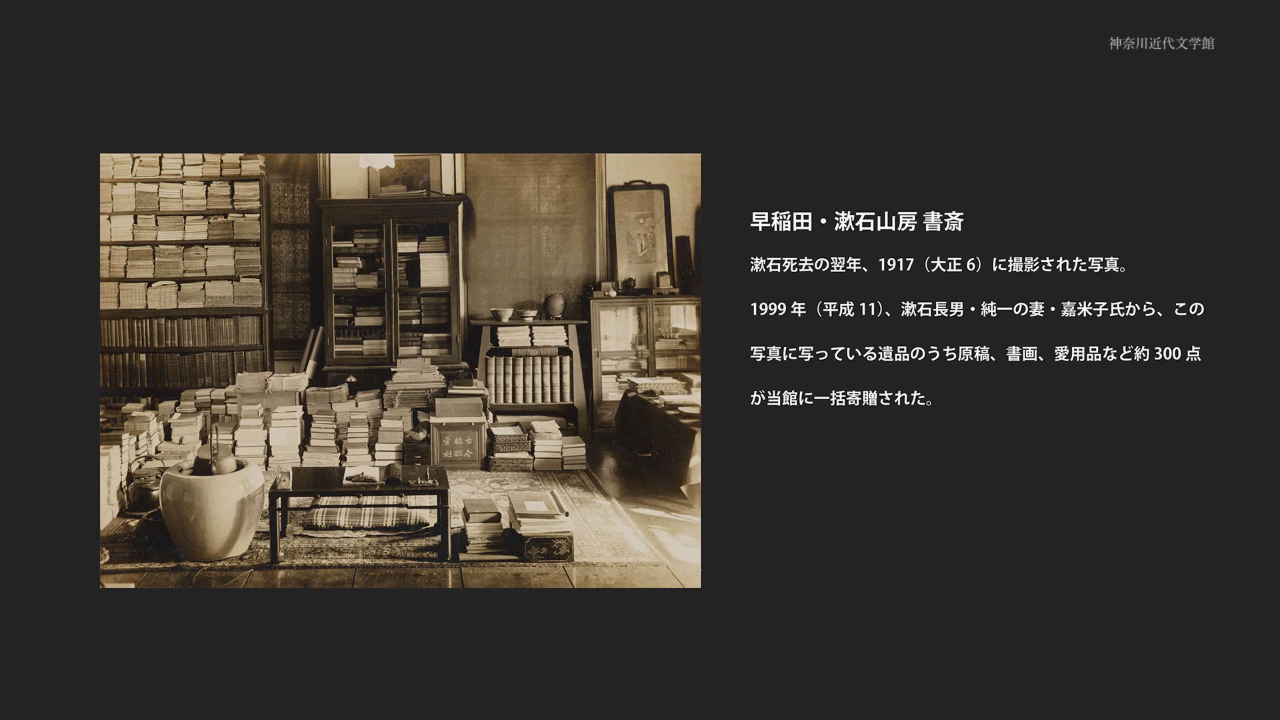 神奈川近代文学館
早稲田・漱石山房 書斎
漱石死去の翌年、1917（大正 6）に撮影された写真。
1999 年（平成 11）、漱石長男・純一の妻・嘉米子氏から、この
写真に写っている遺品のうち原稿、書画、愛用品など約 300 点
が当館に一括寄贈された。